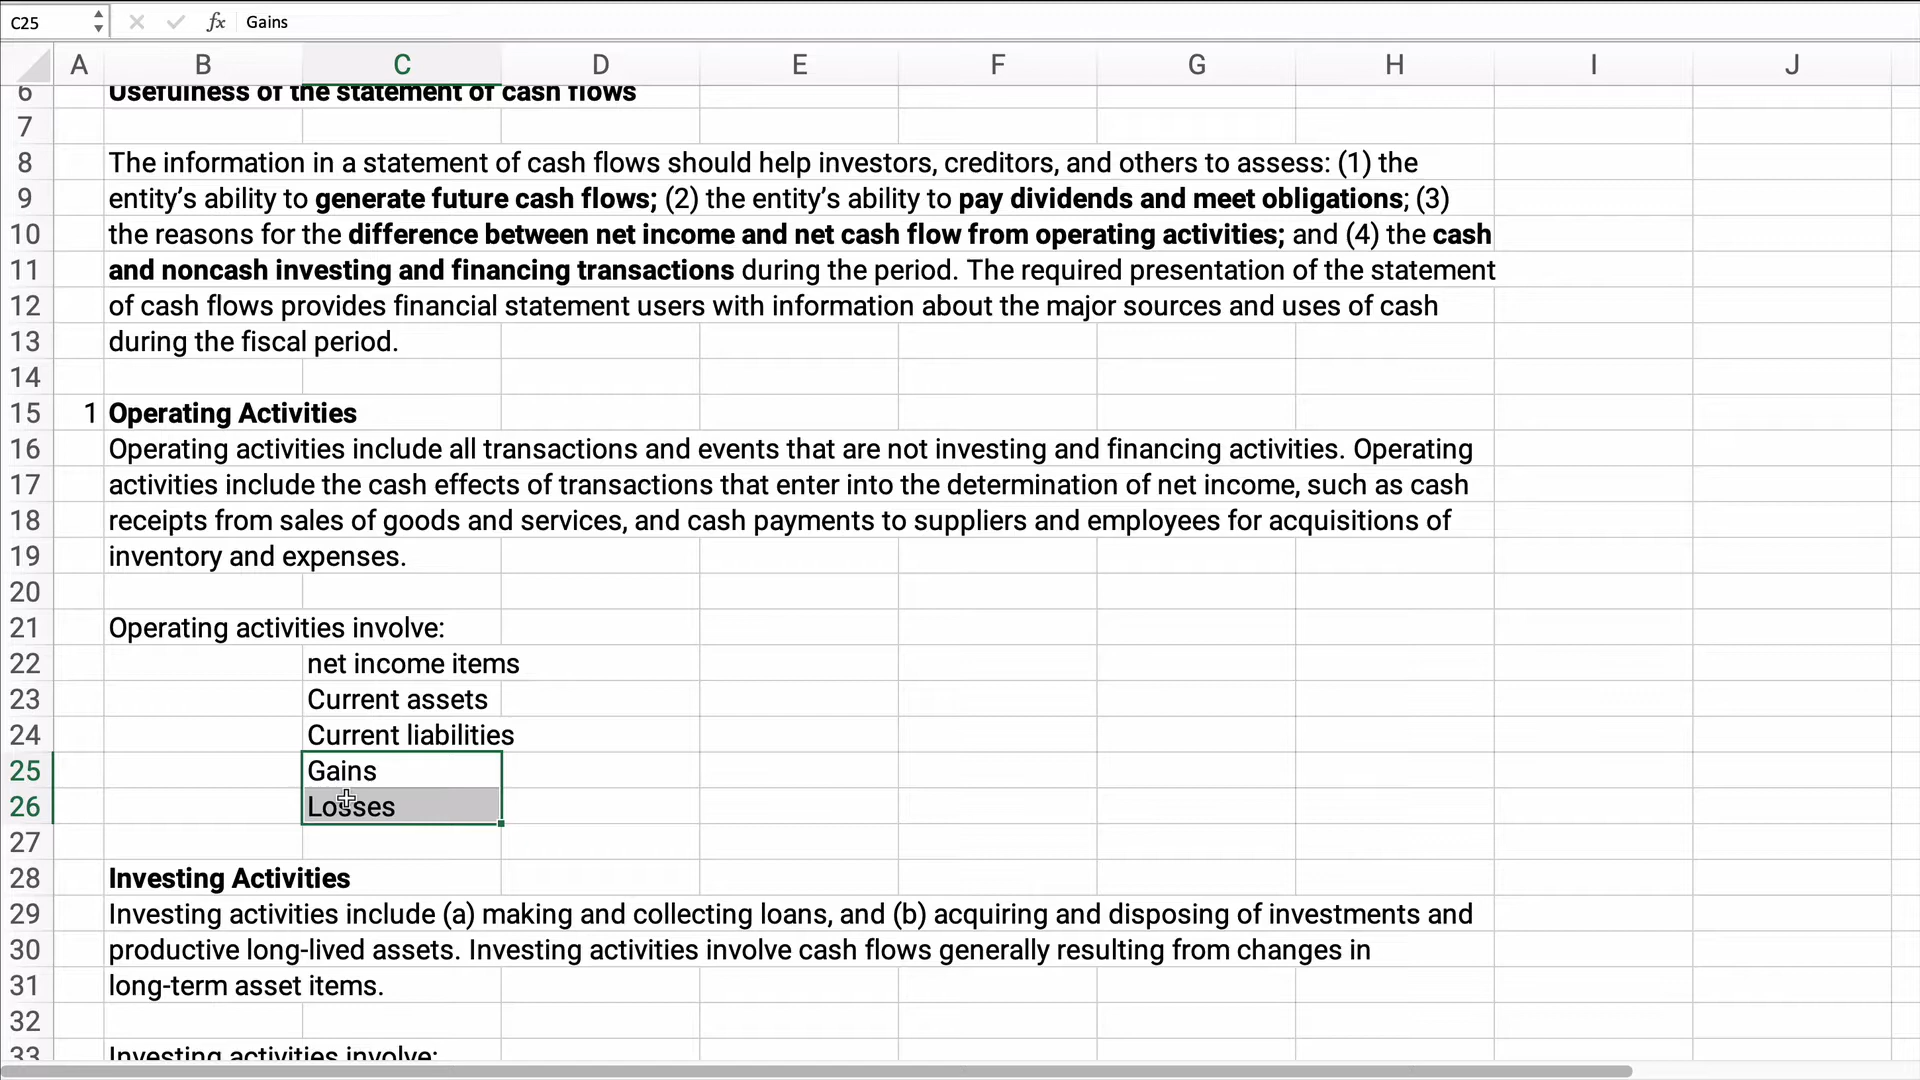 C25 fx Gains
A B C D E F G H I J
6 Usefulness of the statement of cash flows
7
8 The information in a statement of cash flows should help investors, creditors, and others to assess: (1) the
9 entity’s ability to generate future cash flows; (2) the entity’s ability to pay dividends and meet obligations; (3)
10 the reasons for the difference between net income and net cash flow from operating activities; and (4) the cash
11 and noncash investing and financing transactions during the period. The required presentation of the statement
12 of cash flows provides financial statement users with information about the major sources and uses of cash
13 during the fiscal period.
14
15 1 Operating Activities
16 Operating activities include all transactions and events that are not investing and financing activities. Operating
17 activities include the cash effects of transactions that enter into the determination of net income, such as cash
18 receipts from sales of goods and services, and cash payments to suppliers and employees for acquisitions of
19 inventory and expenses.
20
21 Operating activities involve:
22 net income items
23 Current assets
24 Current liabilities
25 Gains
26 Losses
27
28 Investing Activities
29 Investing activities include (a) making and collecting loans, and (b) acquiring and disposing of investments and
30 productive long-lived assets. Investing activities involve cash flows generally resulting from changes in
31 long-term asset items.
32
33 Investing activities involve: